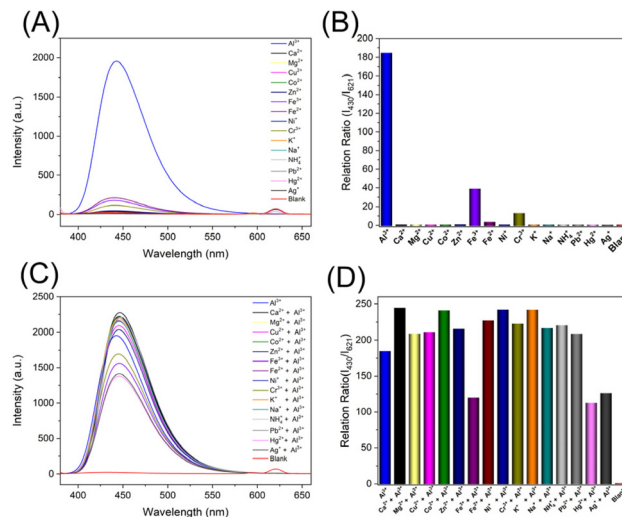 (A)
Intensity (a.u.)
2000
1500
1000
500
0
400 450 500 550 600 650
Wavelength (nm)
Al³⁺
Ca²⁺
Mg²⁺
Cu²⁺
Co²⁺
Zn²⁺
Fe³⁺
Fe²⁺
Ni⁺
Cr³⁺
K⁺
Na⁺
NH₄⁺
Pb²⁺
Hg²⁺
Ag⁺
Blank
(B)
Relation Ratio (I₄₃₀/I₆₂₁)
200
180
160
140
120
100
80
60
40
20
0
Al³⁺ Ca²⁺ Mg²⁺ Cu²⁺ Co²⁺ Zn²⁺ Fe³⁺ Fe²⁺ Ni⁺ Cr³⁺ K⁺ Na⁺ NH₄⁺ Pb²⁺ Hg²⁺ Ag⁺ Blank
(C)
Intensity (a.u.)
2500
2000
1500
1000
500
0
400 450 500 550 600 650
Wavelength (nm)
Al³⁺
Ca²⁺ + Al³⁺
Mg²⁺ + Al³⁺
Cu²⁺ + Al³⁺
Co²⁺ + Al³⁺
Zn²⁺ + Al³⁺
Fe³⁺ + Al³⁺
Fe²⁺ + Al³⁺
Ni⁺ + Al³⁺
Cr³⁺ + Al³⁺
K⁺ + Al³⁺
Na⁺ + Al³⁺
NH₄⁺ + Al³⁺
Pb²⁺ + Al³⁺
Hg²⁺ + Al³⁺
Ag⁺ + Al³⁺
Blank
(D)
Relation Ratio(I₄₃₀/I₆₂₁)
250
200
150
100
50
0
Al³⁺
Ca²⁺ + Al³⁺
Mg²⁺ + Al³⁺
Cu²⁺ + Al³⁺
Co²⁺ + Al³⁺
Zn²⁺ + Al³⁺
Fe³⁺ + Al³⁺
Fe²⁺ + Al³⁺
Ni⁺ + Al³⁺
Cr³⁺ + Al³⁺
K⁺ + Al³⁺
Na⁺ + Al³⁺
NH₄⁺ + Al³⁺
Pb²⁺ + Al³⁺
Hg²⁺ + Al³⁺
Ag⁺ + Al³⁺
Blank